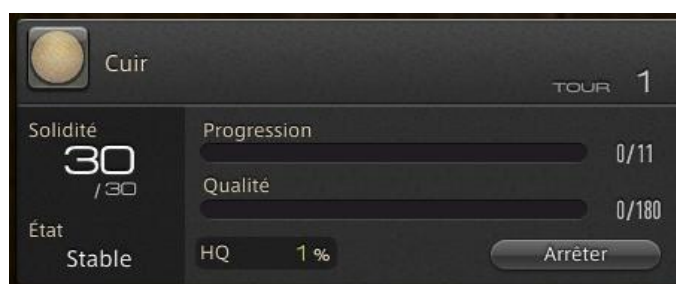 Cuir
TOUR 1
Solidité
30
/30
Progression
0/11
Qualité
0/180
État
Stable
HQ 1%
Arrêter